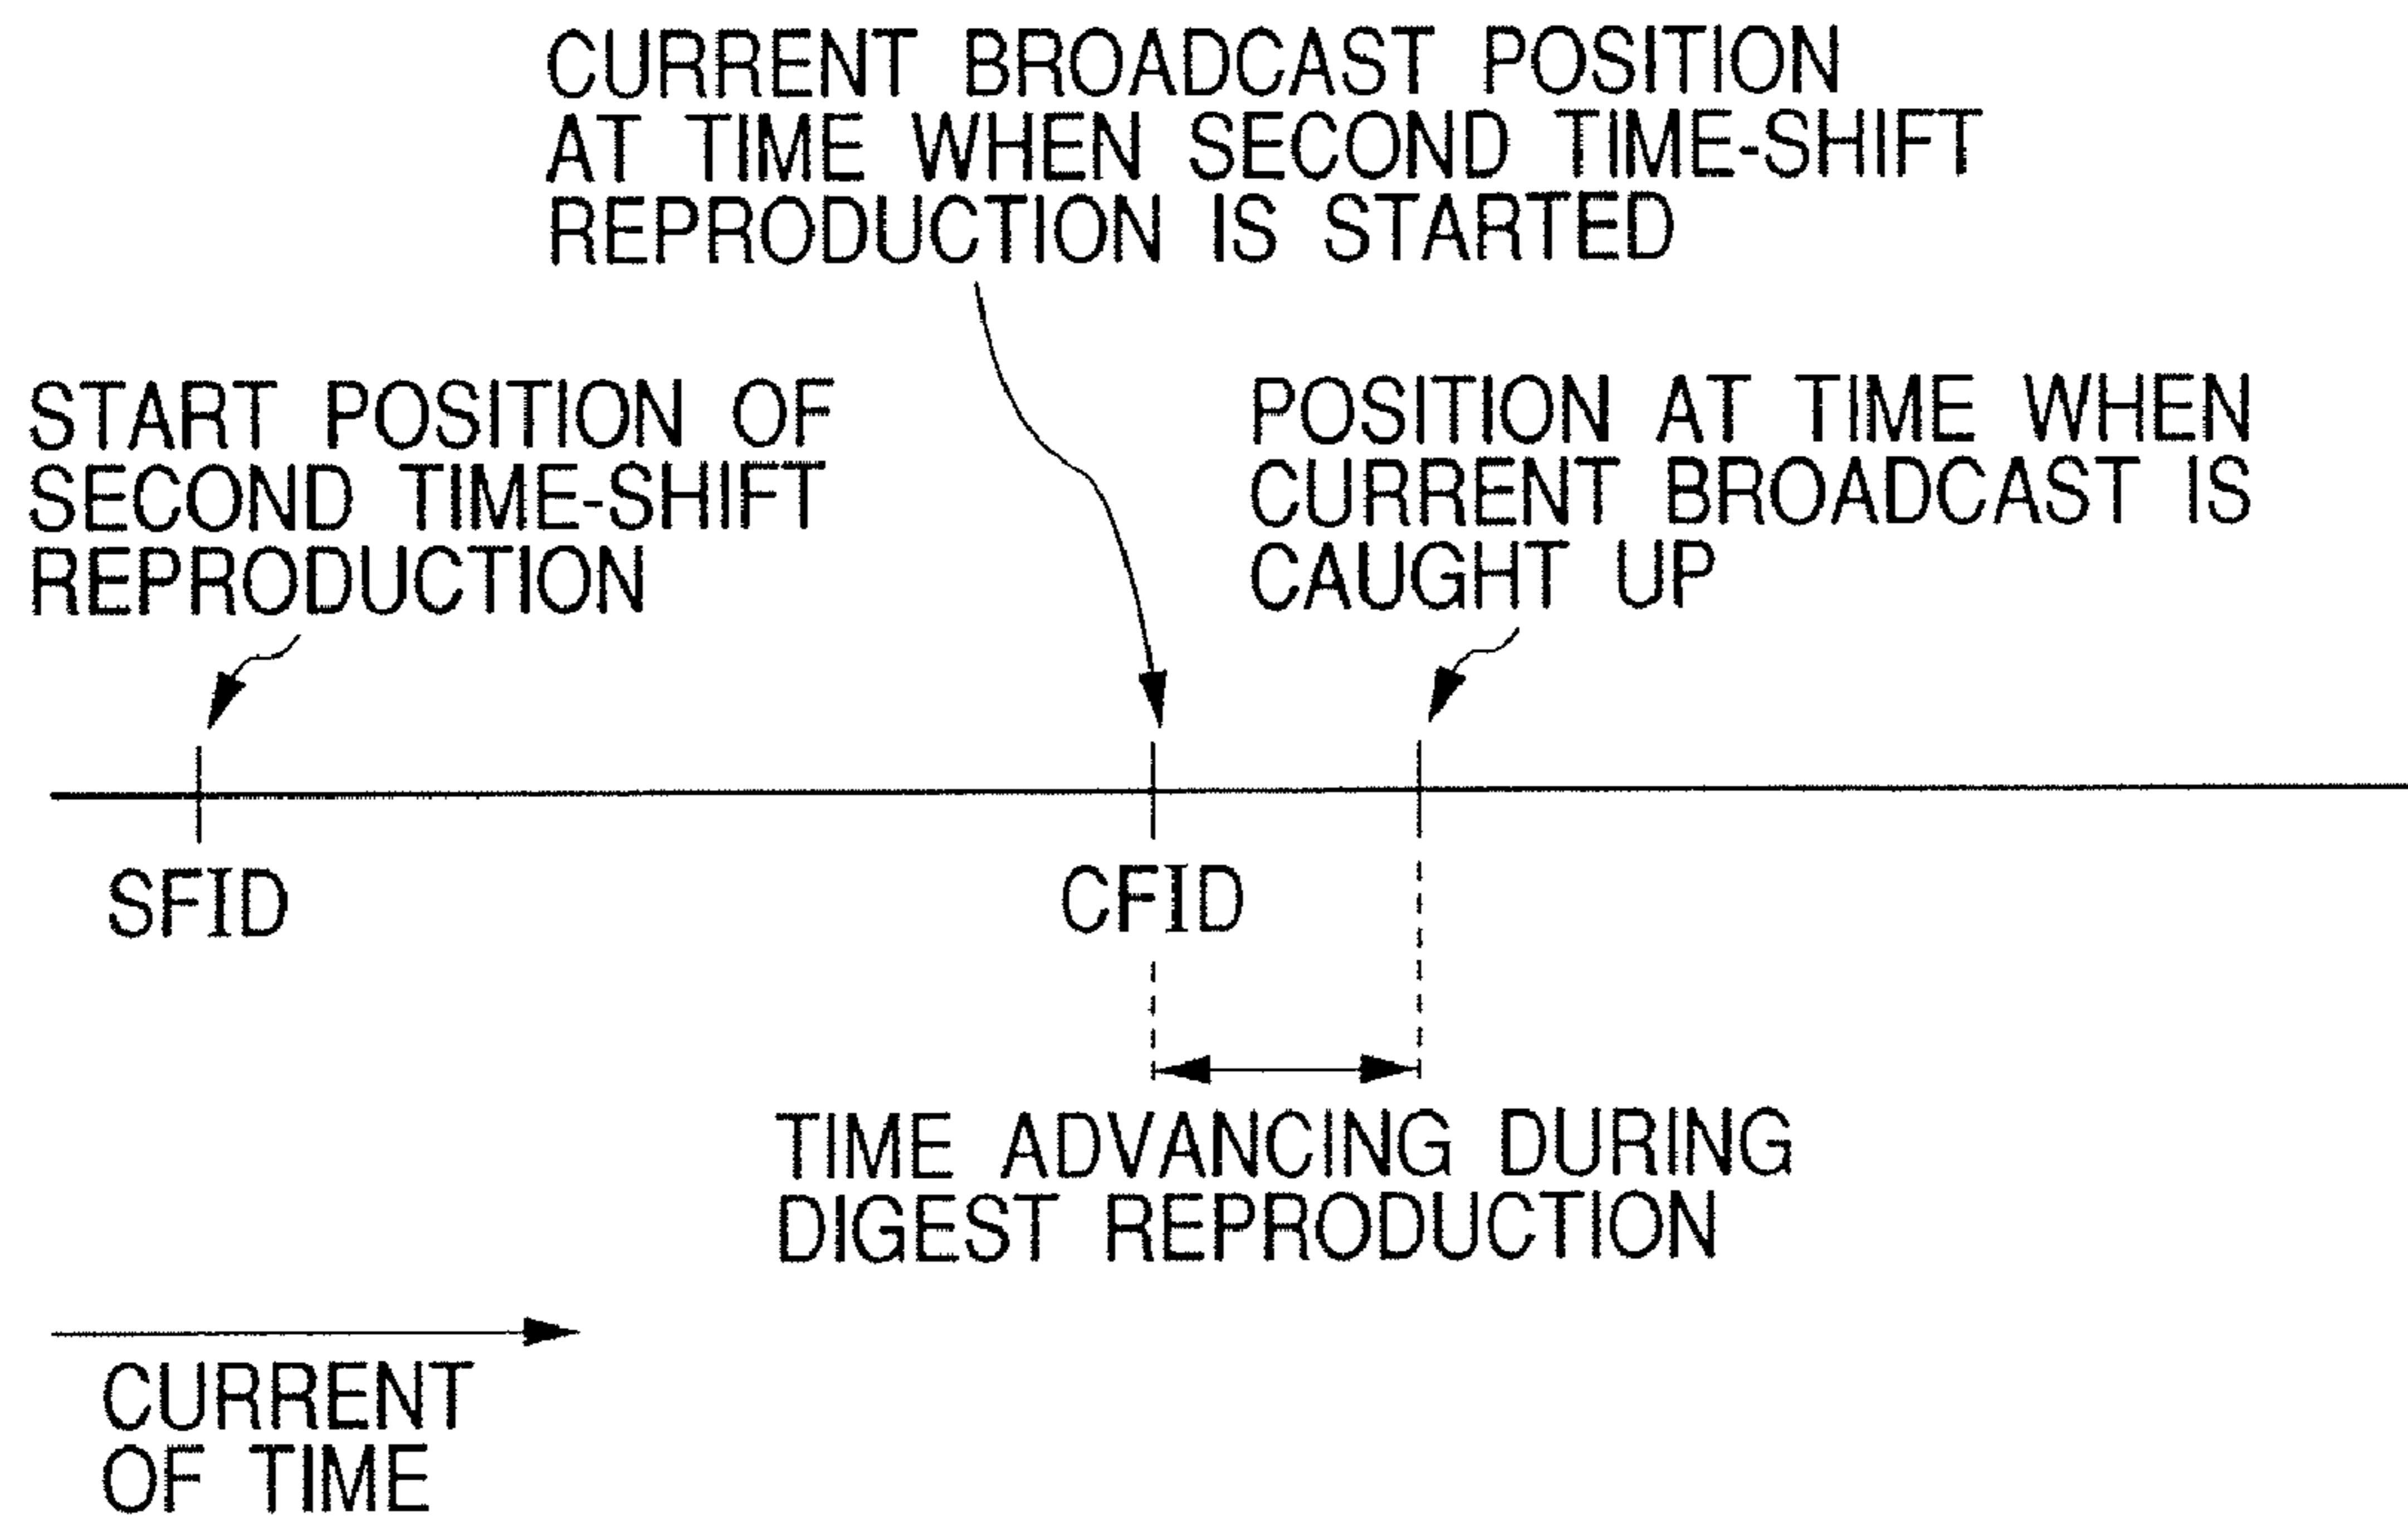 CURRENT BROADCAST POSITION
AT TIME WHEN SECOND TIME-SHIFT
REPRODUCTION IS STARTED
START POSITION OF
SECOND TIME-SHIFT
REPRODUCTION
POSITION AT TIME WHEN
CURRENT BROADCAST IS
CAUGHT UP
SFID
CFID
TIME ADVANCING DURING
DIGEST REPRODUCTION
CURRENT
OF TIME